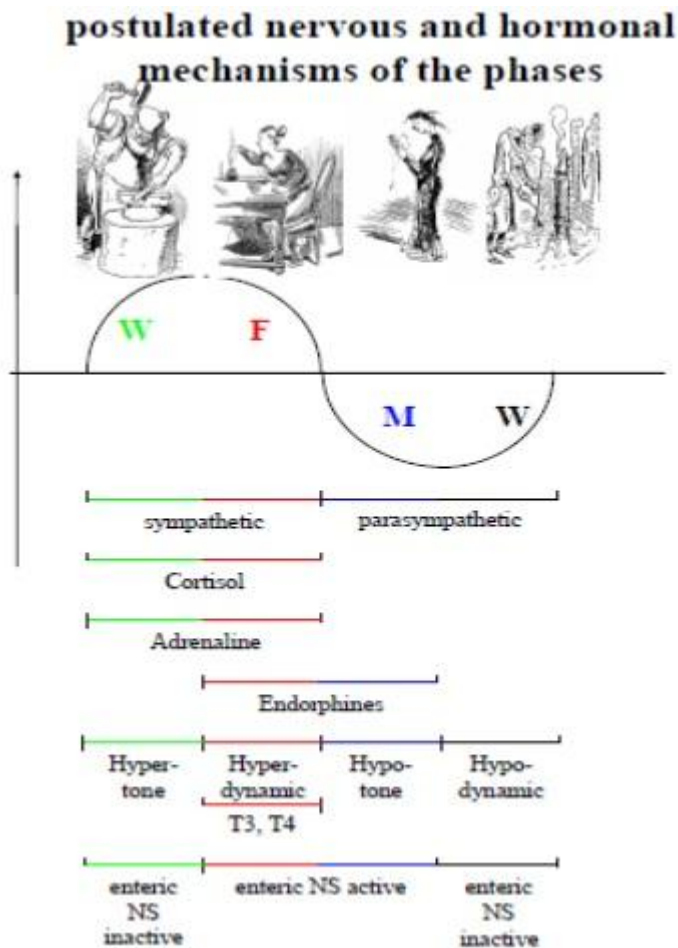 postulated nervous and hormonal
mechanisms of the phases
W
F
M
W
sympathetic
parasympathetic
Cortisol
Adrenaline
Endorphines
Hyper-
tone
Hyper-
dynamic
Hypo-
tone
Hypo-
dynamic
T3, T4
enteric
NS
inactive
enteric NS active
enteric
NS
inactive